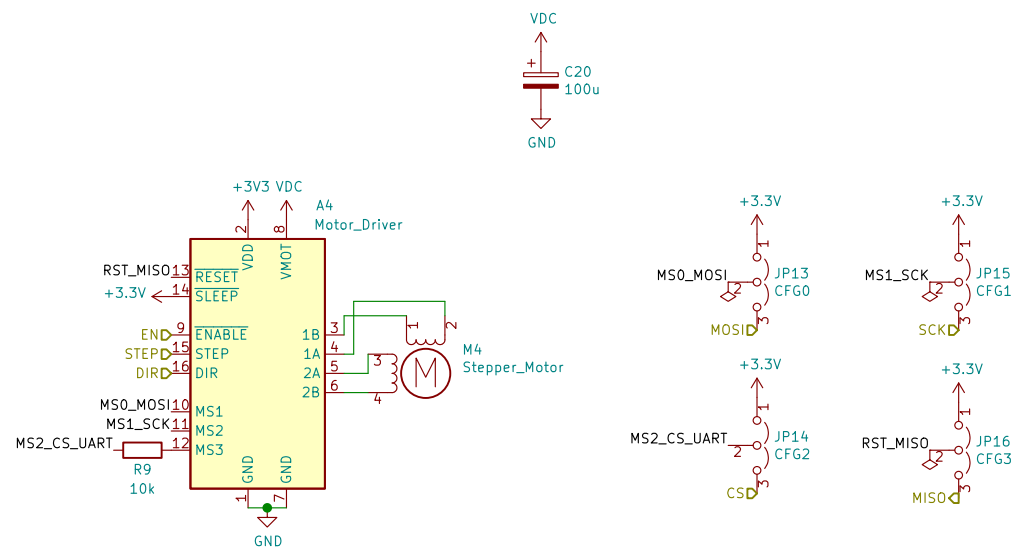 VDC
+
C20
100u
GND
+3V3 VDC
A4
Motor_Driver
2
8
VDD
VMOT
RST_MISO 13 RESET
+3.3V 14 SLEEP
EN 9 ENABLE
STEP 15 STEP
DIR 16 DIR
MS0_MOSI 10 MS1
MS1_SCK 11 MS2
MS2_CS_UART 12 MS3
R9
10k
1B 3
1A 4
2A 5
2B 6
1
2
3
4
M
M4
Stepper_Motor
GND
GND
1
7
GND
+3.3V
1
MS0_MOSI
2
JP13
CFG0
3
MOSI
+3.3V
1
MS1_SCK
2
JP15
CFG1
3
SCK
+3.3V
1
MS2_CS_UART
2
JP14
CFG2
3
CS
+3.3V
1
RST_MISO
2
JP16
CFG3
3
MISO